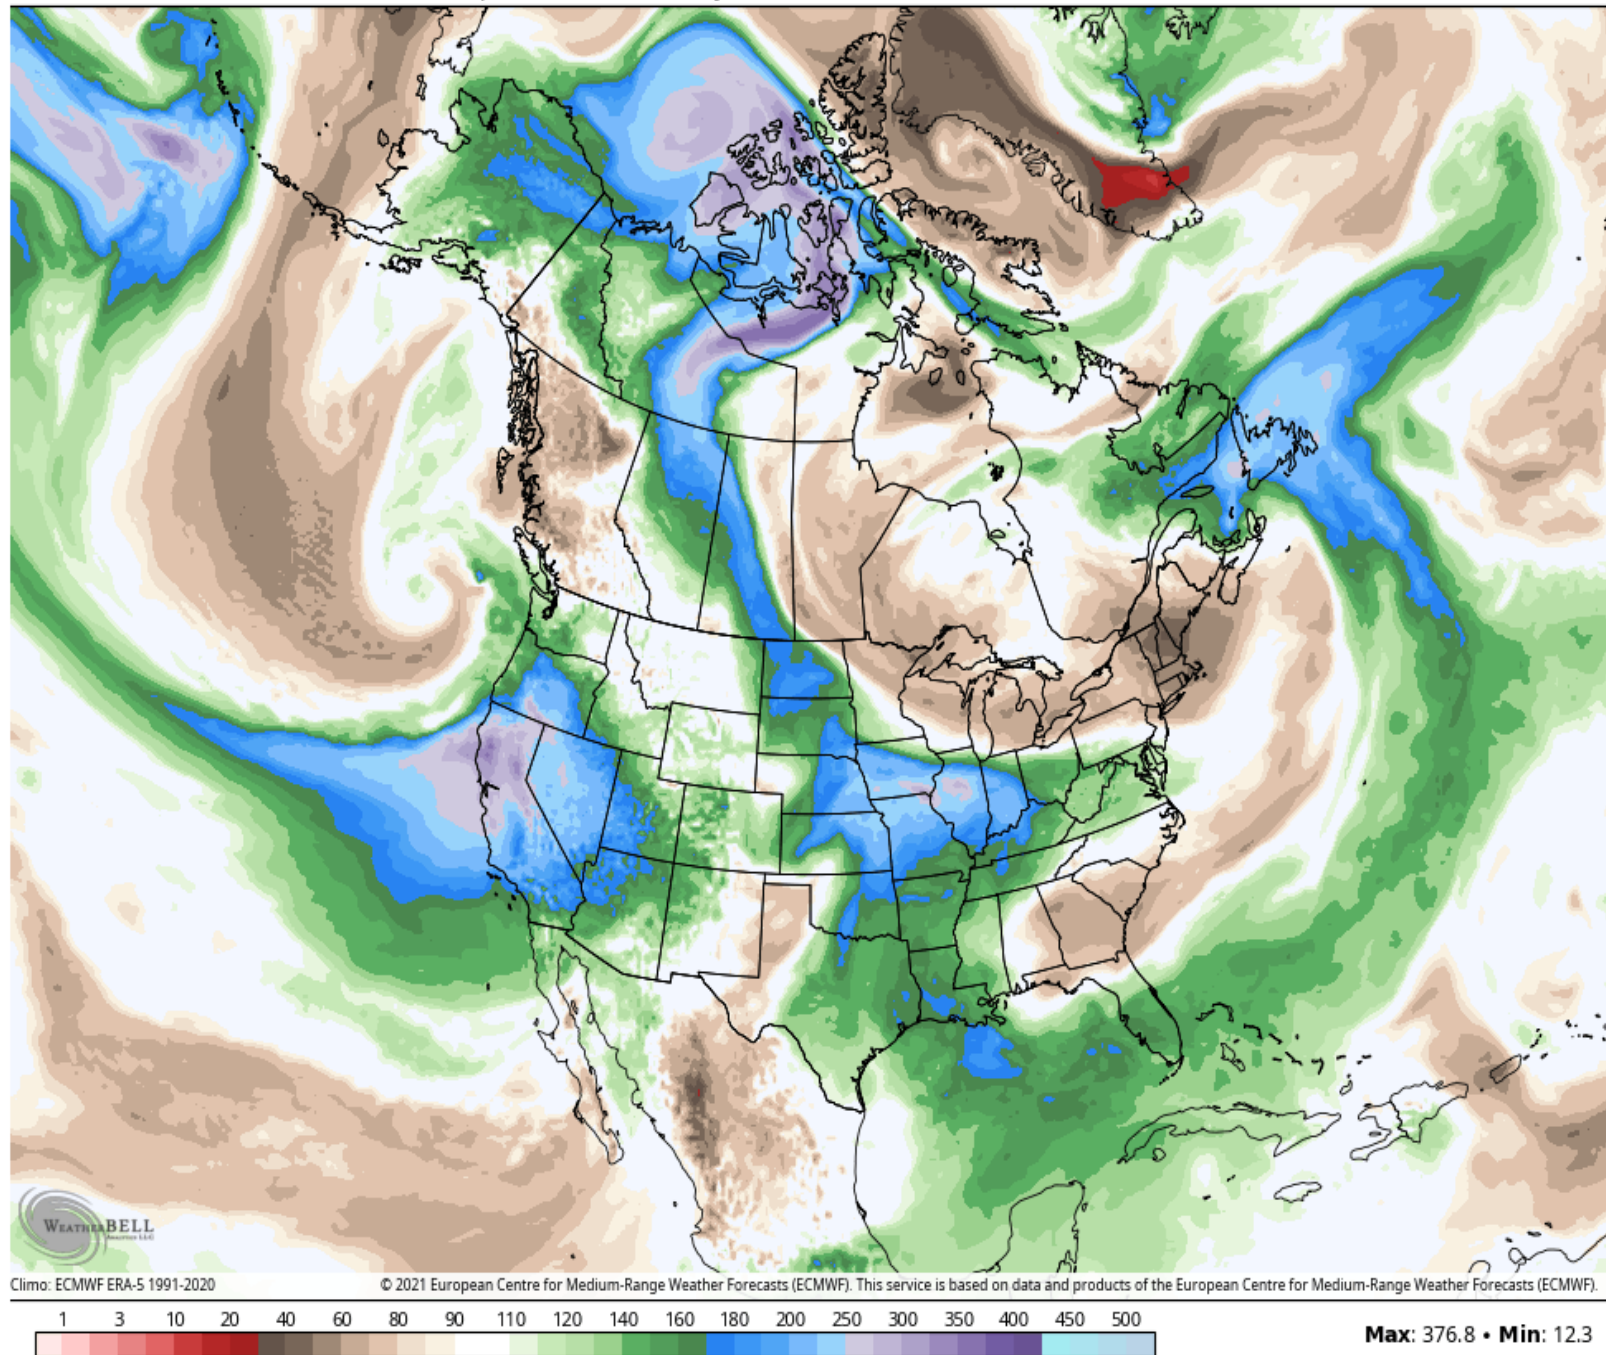 WEATHERBELL
ANALYTICS LLC
Climo: ECMWF ERA-5 1991-2020
© 2021 European Centre for Medium-Range Weather Forecasts (ECMWF). This service is based on data and products of the European Centre for Medium-Range Weather Forecasts (ECMWF).
1 3 10 20 40 60 80 90 110 120 140 160 180 200 250 300 350 400 450 500
Max: 376.8 • Min: 12.3